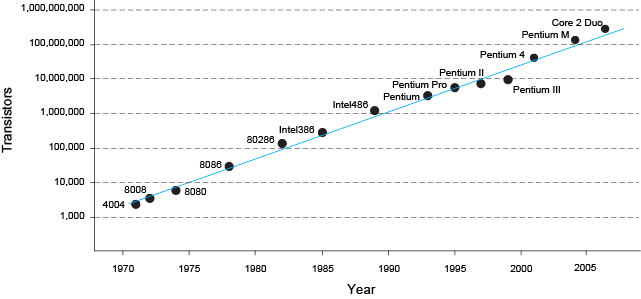 1,000,000,000
Core 2 Duo
Pentium M
100,000,000
Pentium 4
Pentium II
10,000,000
Pentium Pro
Pentium III
Pentium
Intel486
1,000,000
Intel386
80286
100,000
8086
10,000
8008
8080
4004
1,000
Transistors
1970 1975 1980 1985 1990 1995 2000 2005
Year